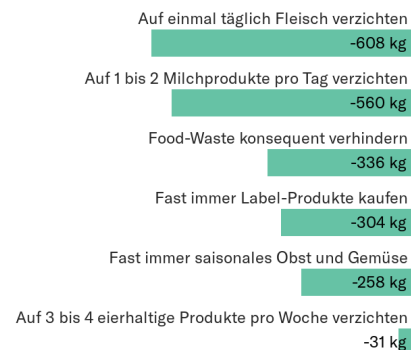 Auf einmal täglich Fleisch verzichten
-608 kg
Auf 1 bis 2 Milchprodukte pro Tag verzichten
-560 kg
Food-Waste konsequent verhindern
-336 kg
Fast immer Label-Produkte kaufen
-304 kg
Fast immer saisonales Obst und Gemüse
-258 kg
Auf 3 bis 4 eierhaltige Produkte pro Woche verzichten
-31 kg